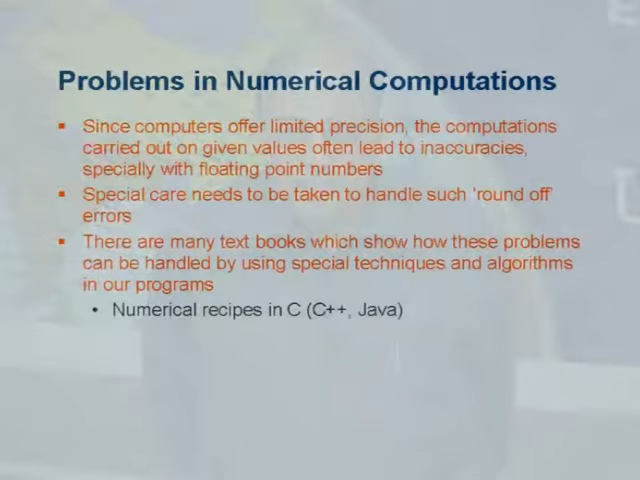 Problems in Numerical Computations
▪ Since computers offer limited precision, the computations
carried out on given values often lead to inaccuracies,
specially with floating point numbers
▪ Special care needs to be taken to handle such 'round off'
errors
▪ There are many text books which show how these problems
can be handled by using special techniques and algorithms
in our programs
• Numerical recipes in C (C++, Java)